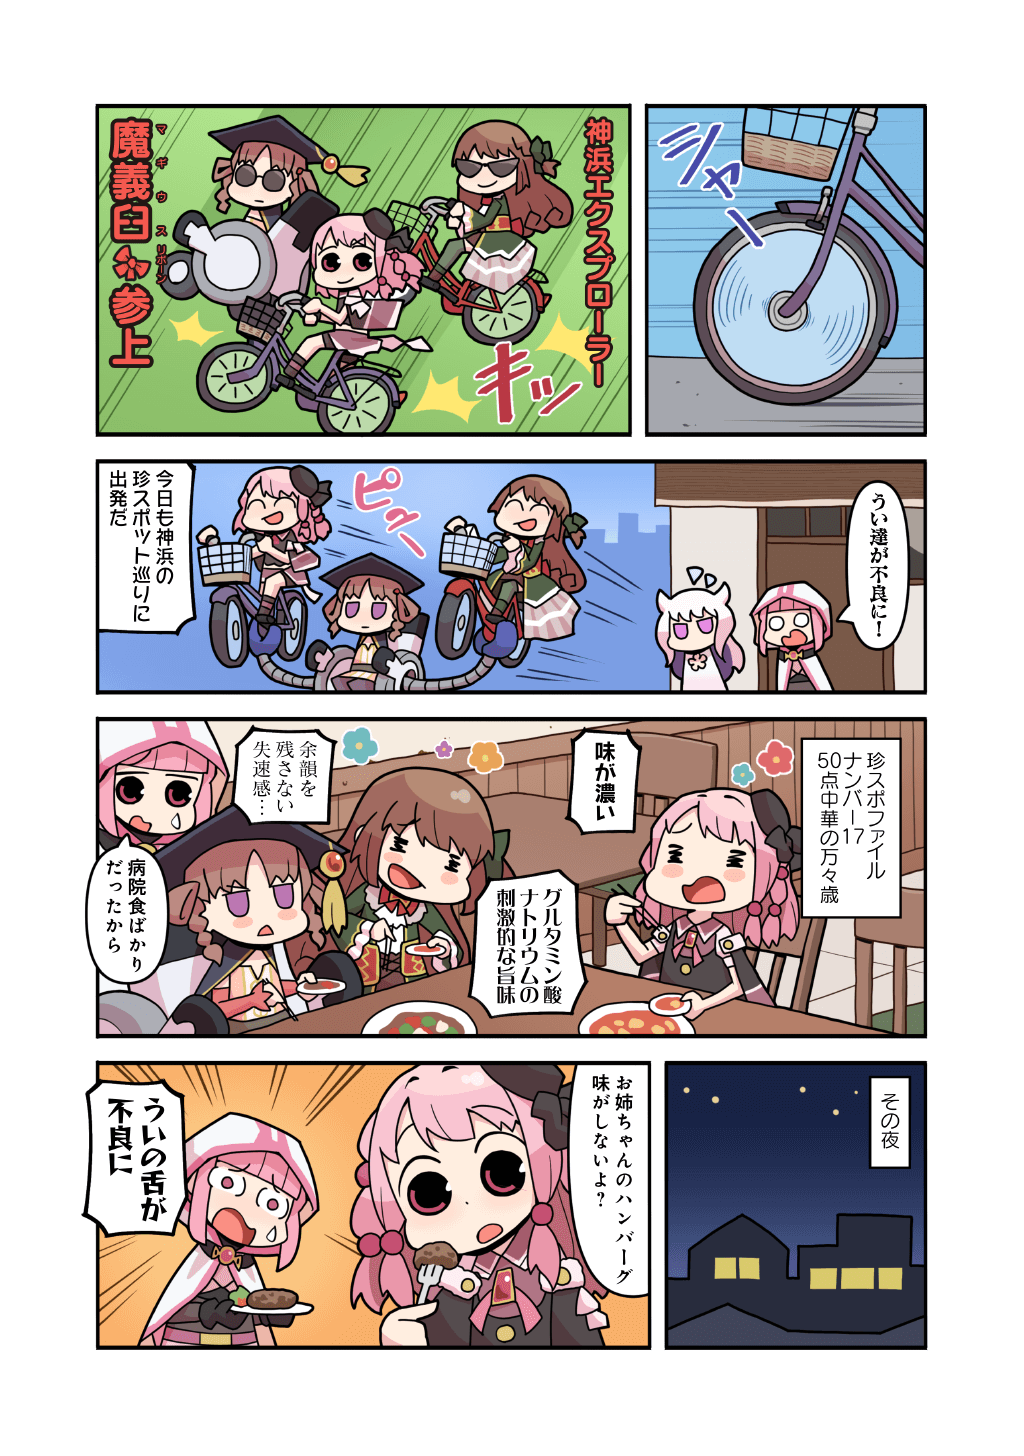 シャー
神浜エクスプローラー
魔義臼参上
マギウスリボーン
キッ
うい達が不良に!
ピュー
今日も神浜の
珍スポット巡りに
出発だ
珍スポファイル
ナンバー17
50点中華の万々歳
味が濃い
グルタミン酸
ナトリウムの
刺激的な旨味
余韻を
残さない
失速感…
病院食ばかり
だったから
その夜
お姉ちゃんのハンバーグ
味がしないよ?
ういの舌が
不良に